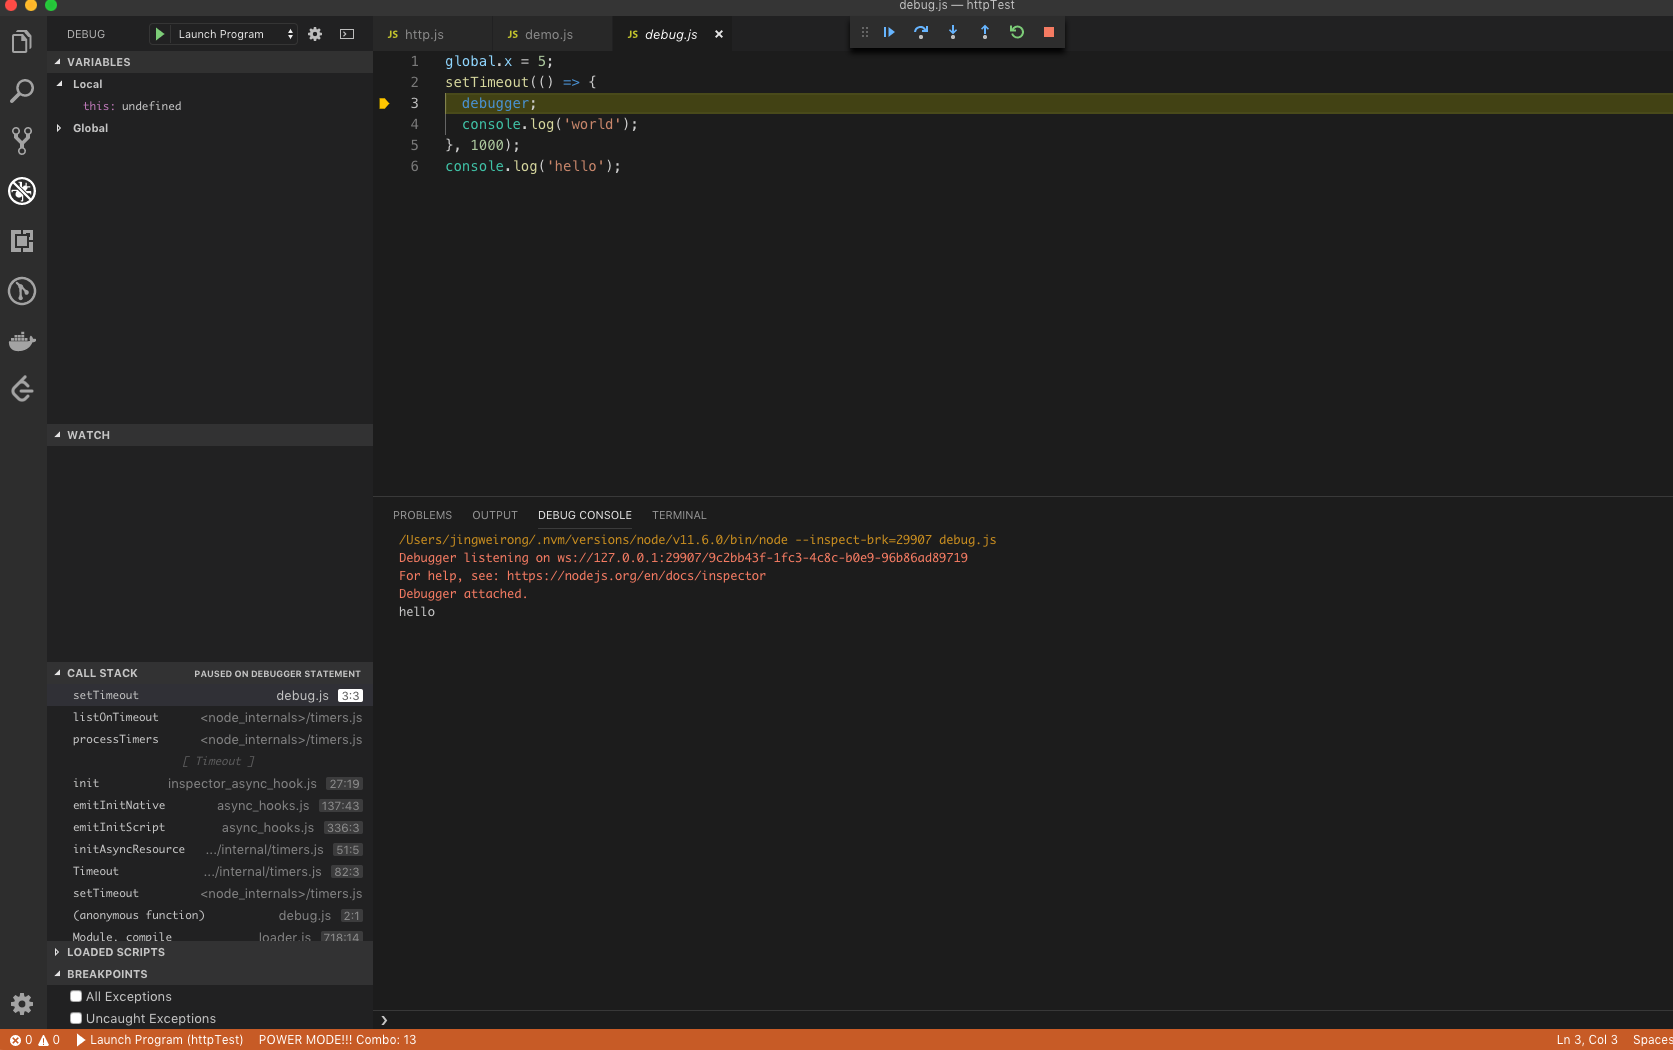 debug.js — httpTest
DEBUG
Launch Program
JS http.js
JS demo.js
JS debug.js
VARIABLES
Local
this: undefined
Global
1 global.x = 5;
2 setTimeout(() => {
3 debugger;
4 console.log('world');
5 }, 1000);
6 console.log('hello');
WATCH
PROBLEMS OUTPUT DEBUG CONSOLE TERMINAL
/Users/jingweirong/.nvm/versions/node/v11.6.0/bin/node --inspect-brk=29907 debug.js
Debugger listening on ws://127.0.0.1:29907/9c2bb43f-1fc3-4c8c-b0e9-96b86ad89719
For help, see: https://nodejs.org/en/docs/inspector
Debugger attached.
hello
CALL STACK PAUSED ON DEBUGGER STATEMENT
setTimeout debug.js 3:3
listOnTimeout <node_internals>/timers.js
processTimers <node_internals>/timers.js
[ Timeout ]
init inspector_async_hook.js 27:19
emitInitNative async_hooks.js 137:43
emitInitScript async_hooks.js 336:3
initAsyncResource .../internal/timers.js 51:5
Timeout .../internal/timers.js 82:3
setTimeout <node_internals>/timers.js
(anonymous function) debug.js 2:1
Module._compile loader.js 718:14
LOADED SCRIPTS
BREAKPOINTS
All Exceptions
Uncaught Exceptions
0 0 Launch Program (httpTest) POWER MODE!!! Combo: 13 Ln 3, Col 3 Spaces